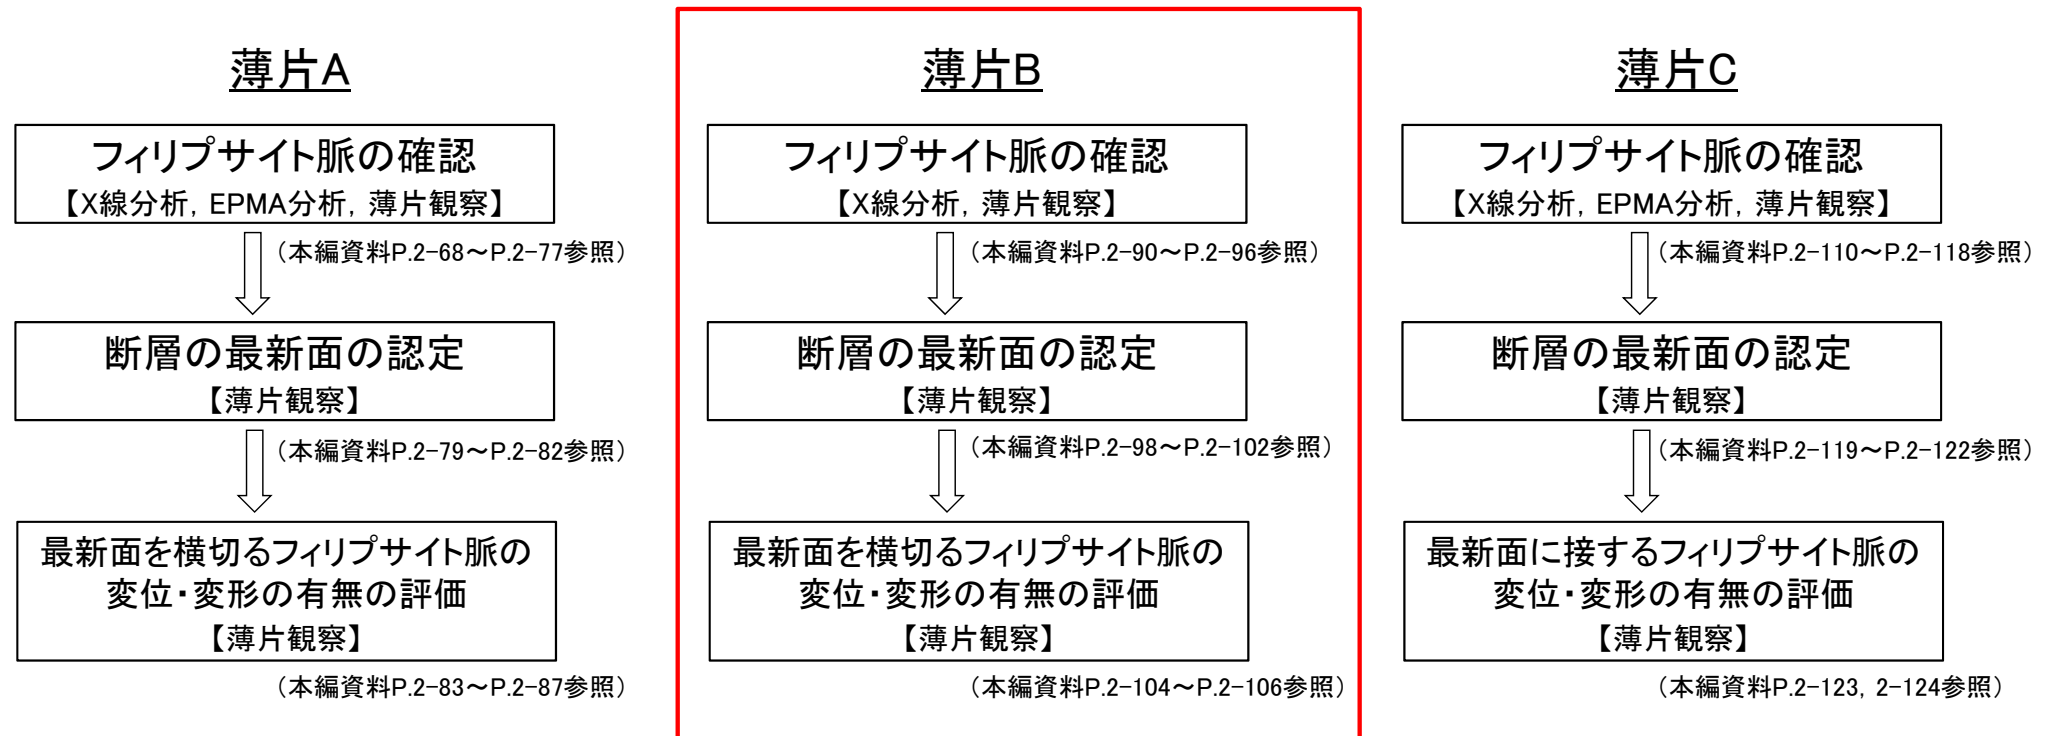 薄片A
フィリプサイト脈の確認
【X線分析，EPMA分析，薄片観察】
（本編資料P.2-68～P.2-77参照）
断層の最新面の認定
【薄片観察】
（本編資料P.2-79～P.2-82参照）
最新面を横切るフィリプサイト脈の
変位・変形の有無の評価
【薄片観察】
（本編資料P.2-83～P.2-87参照）
薄片B
フィリプサイト脈の確認
【X線分析，薄片観察】
（本編資料P.2-90～P.2-96参照）
断層の最新面の認定
【薄片観察】
（本編資料P.2-98～P.2-102参照）
最新面を横切るフィリプサイト脈の
変位・変形の有無の評価
【薄片観察】
（本編資料P.2-104～P.2-106参照）
薄片C
フィリプサイト脈の確認
【X線分析，EPMA分析，薄片観察】
（本編資料P.2-110～P.2-118参照）
断層の最新面の認定
【薄片観察】
（本編資料P.2-119～P.2-122参照）
最新面に接するフィリプサイト脈の
変位・変形の有無の評価
【薄片観察】
（本編資料P.2-123，2-124参照）